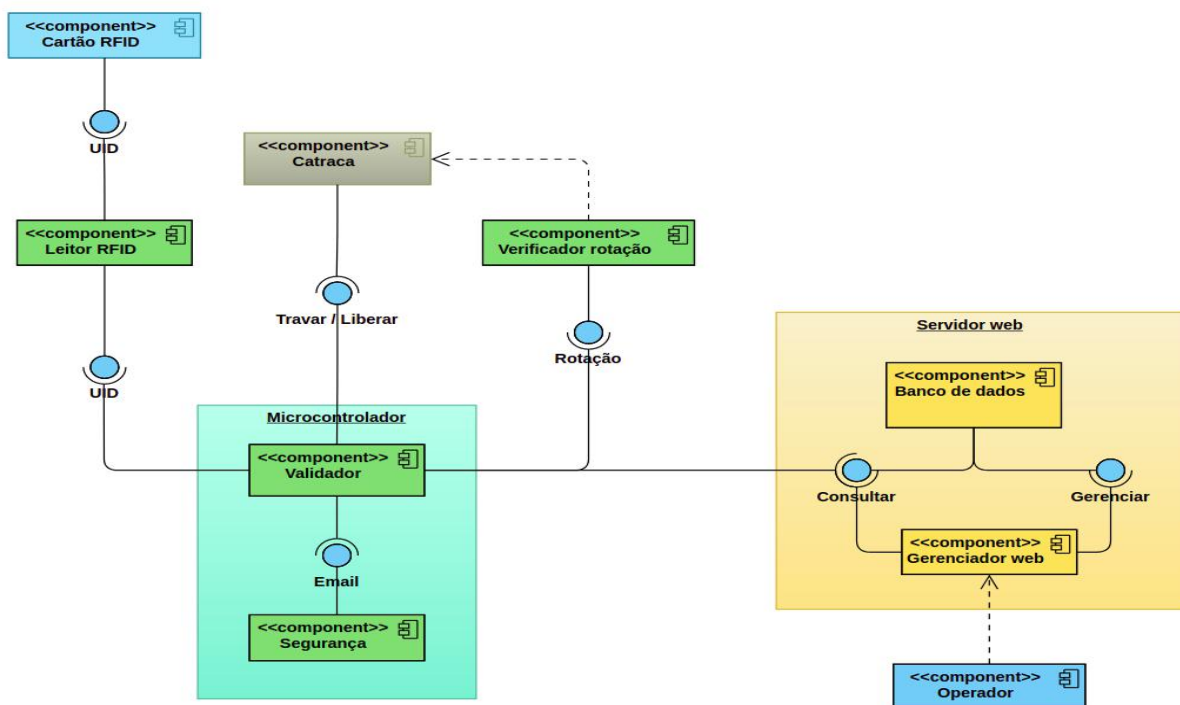 <<component>>
Cartão RFID
UID
<<component>>
Catraca
<<component>>
Leitor RFID
<<component>>
Verificador rotação
Travar / Liberar
Servidor web
Rotação
UID
<<component>>
Banco de dados
Microcontrolador
<<component>>
Validador
Consultar
Gerenciar
<<component>>
Gerenciador web
Email
<<component>>
Segurança
<<component>>
Operador